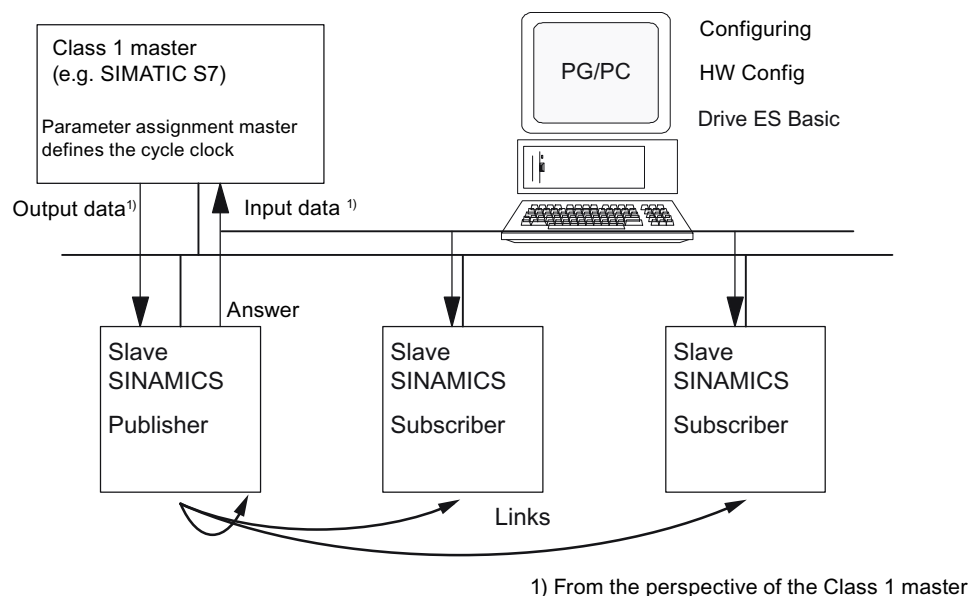 Class 1 master
(e.g. SIMATIC S7)
Parameter assignment master
defines the cycle clock
PG/PC
Configuring
HW Config
Drive ES Basic
Output data1)
Input data 1)
Answer
Slave
SINAMICS
Publisher
Slave
SINAMICS
Subscriber
Slave
SINAMICS
Subscriber
Links
1) From the perspective of the Class 1 master